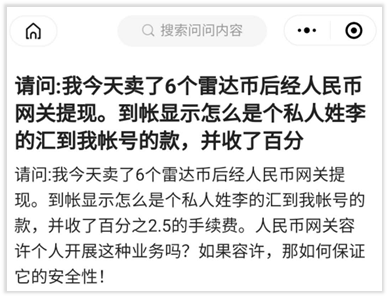 搜索问问内容
请问:我今天卖了6个雷达币后经人民币
网关提现。到帐显示怎么是个私人姓李
的汇到我帐号的款，并收了百分
请问:我今天卖了6个雷达币后经人民币网关提
现。到帐显示怎么是个私人姓李的汇到我帐号的
款，并收了百分之2.5的手续费。人民币网关容
许个人开展这种业务吗？如果容许，那如何保证
它的安全性！